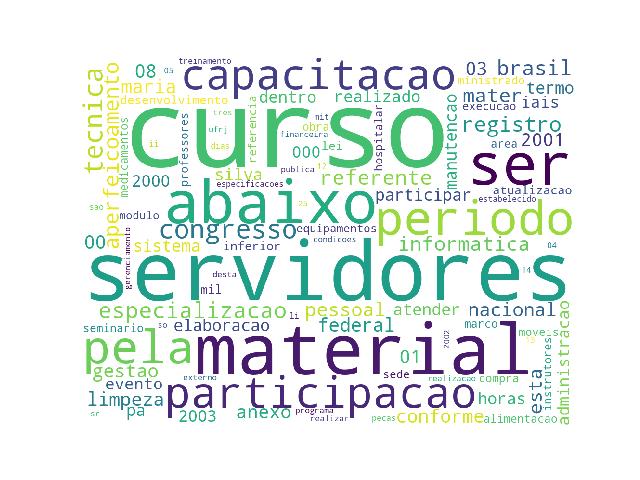 treinamento
08 05 capacitacao 03 brasil
maria ministrado
desenvolvimento tres dentro realizado mater termo
tecnica aperfeicoamento curso iais
medicamentos professores ufrj dias referencia mit obra financeira hospitalar manutencao execucao
ii 000 lei registro 2001
area
silva publica 12 ser
2000 especificacoes referente participar atualizacao
sao abaixo 25 estabelecido
modulo congresso periodo
00 sistema equipamentos
inferior condicoes informatica 04
gerenciamento servidores
desta 14
mil
especializacao li pessoal atender nacional
seminario so elaboracao federal marco moveis
pela material 01 2002 13 instrutores administracao
gestao sede
externo realizacao compra
evento participacao esta
limpeza horas
pa 2003 anexo programa conforme
sr realizar pecas alimentacao